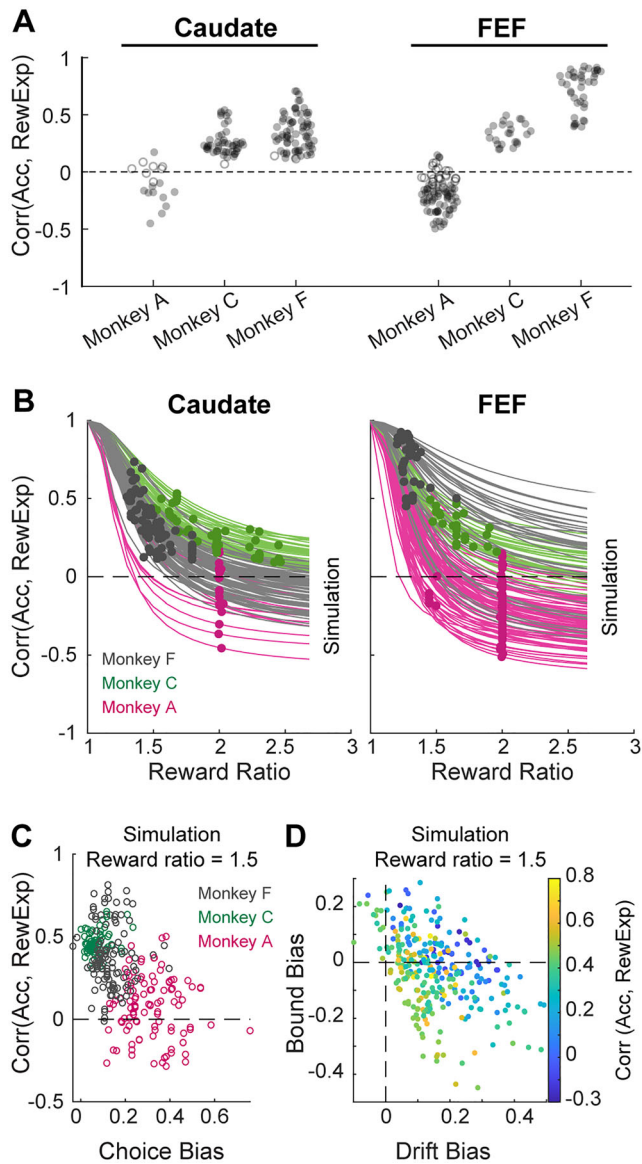 A
Caudate
FEF
Corr(Acc, RewExp)
1
0.5
0
-0.5
-1
Monkey A
Monkey C
Monkey F
Monkey A
Monkey C
Monkey F
B
Caudate
FEF
Corr(Acc, RewExp)
1
0.5
0
-0.5
-1
Simulation
Simulation
Monkey F
Monkey C
Monkey A
1 1.5 2 2.5 3
1 1.5 2 2.5 3
Reward Ratio
Reward Ratio
C
Simulation
Reward ratio = 1.5
Corr(Acc, RewExp)
1
0.5
0
-0.5
Monkey F
Monkey C
Monkey A
0 0.2 0.4 0.6
Choice Bias
D
Simulation
Reward ratio = 1.5
Bound Bias
0.2
0
-0.2
-0.4
0 0.2 0.4
Drift Bias
0.8
0.6
0.4
0.2
0
-0.3
Corr (Acc, RewExp)